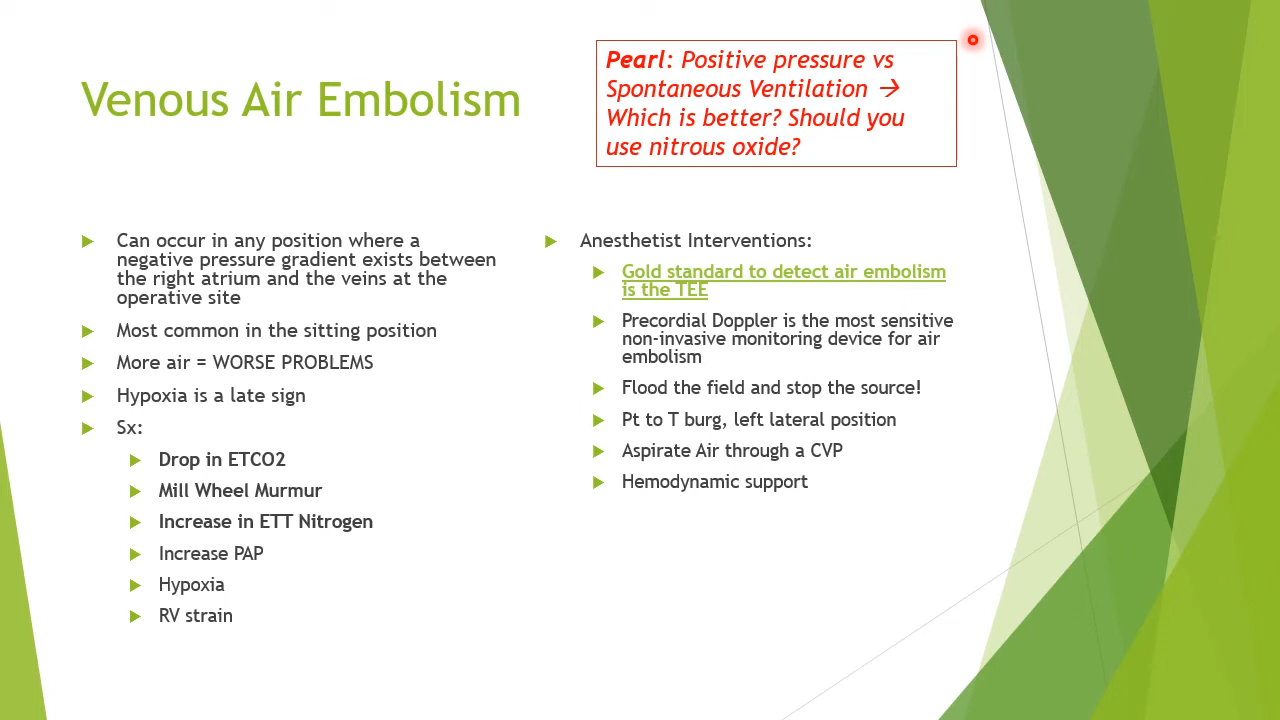 Venous Air Embolism
Pearl: Positive pressure vs
Spontaneous Ventilation →
Which is better? Should you
use nitrous oxide?
Can occur in any position where a
negative pressure gradient exists between
the right atrium and the veins at the
operative site
Most common in the sitting position
More air = WORSE PROBLEMS
Hypoxia is a late sign
Sx:
Drop in ETCO2
Mill Wheel Murmur
Increase in ETT Nitrogen
Increase PAP
Hypoxia
RV strain
Anesthetist Interventions:
Gold standard to detect air embolism
is the TEE
Precordial Doppler is the most sensitive
non-invasive monitoring device for air
embolism
Flood the field and stop the source!
Pt to T burg, left lateral position
Aspirate Air through a CVP
Hemodynamic support